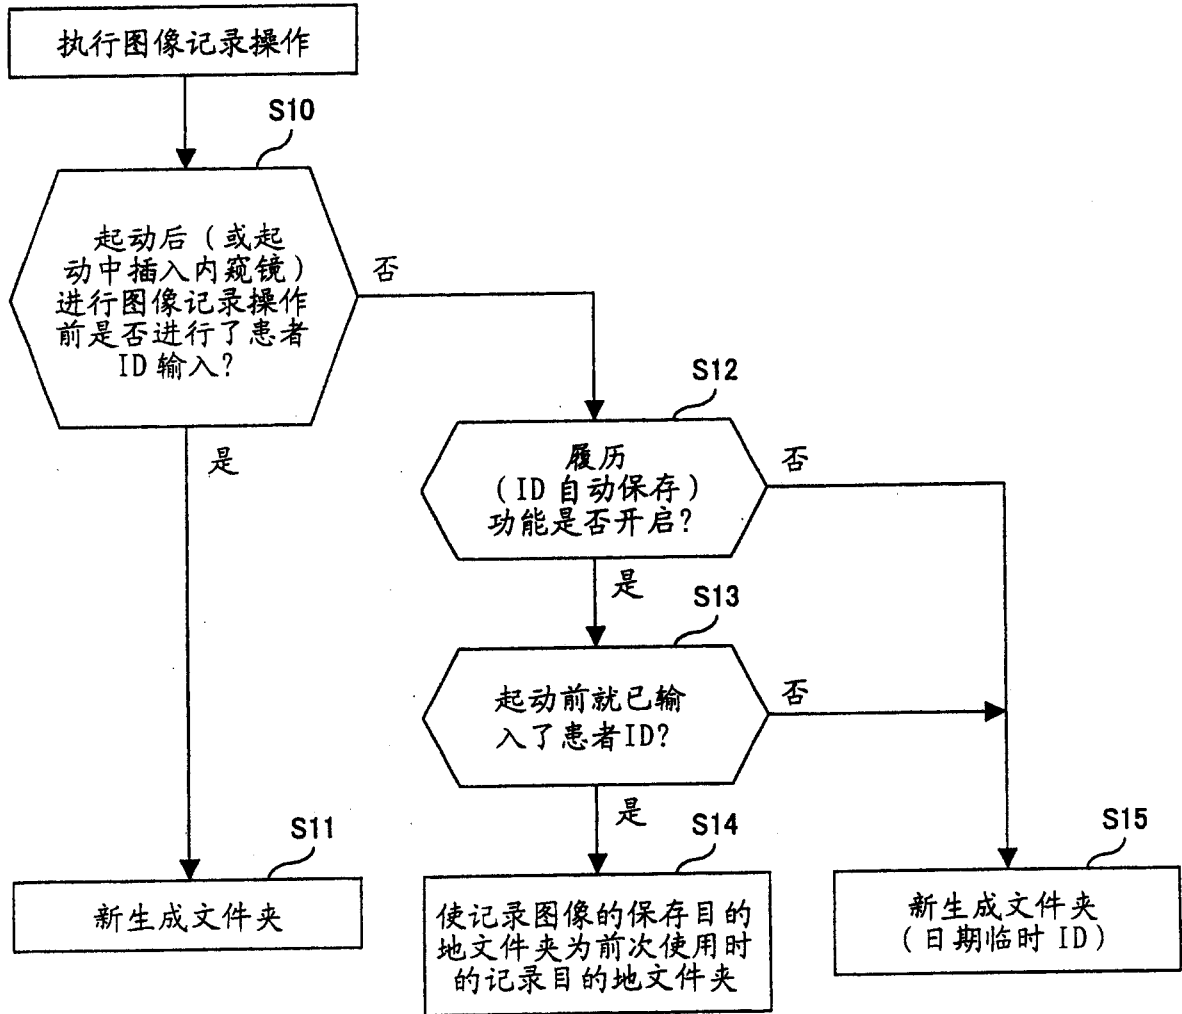 执行图像记录操作
S10
起动后（或起
动中插入内窥镜）
进行图像记录操作
前是否进行了患者
ID 输入?
否
是
S12
履历
（ID 自动保存）
功能是否开启?
否
是
S13
起动前就已输
入了患者ID?
否
是
S11
新生成文件夹
S14
使记录图像的保存目的
地文件夹为前次使用时
的记录目的地文件夹
S15
新生成文件夹
（日期临时 ID）